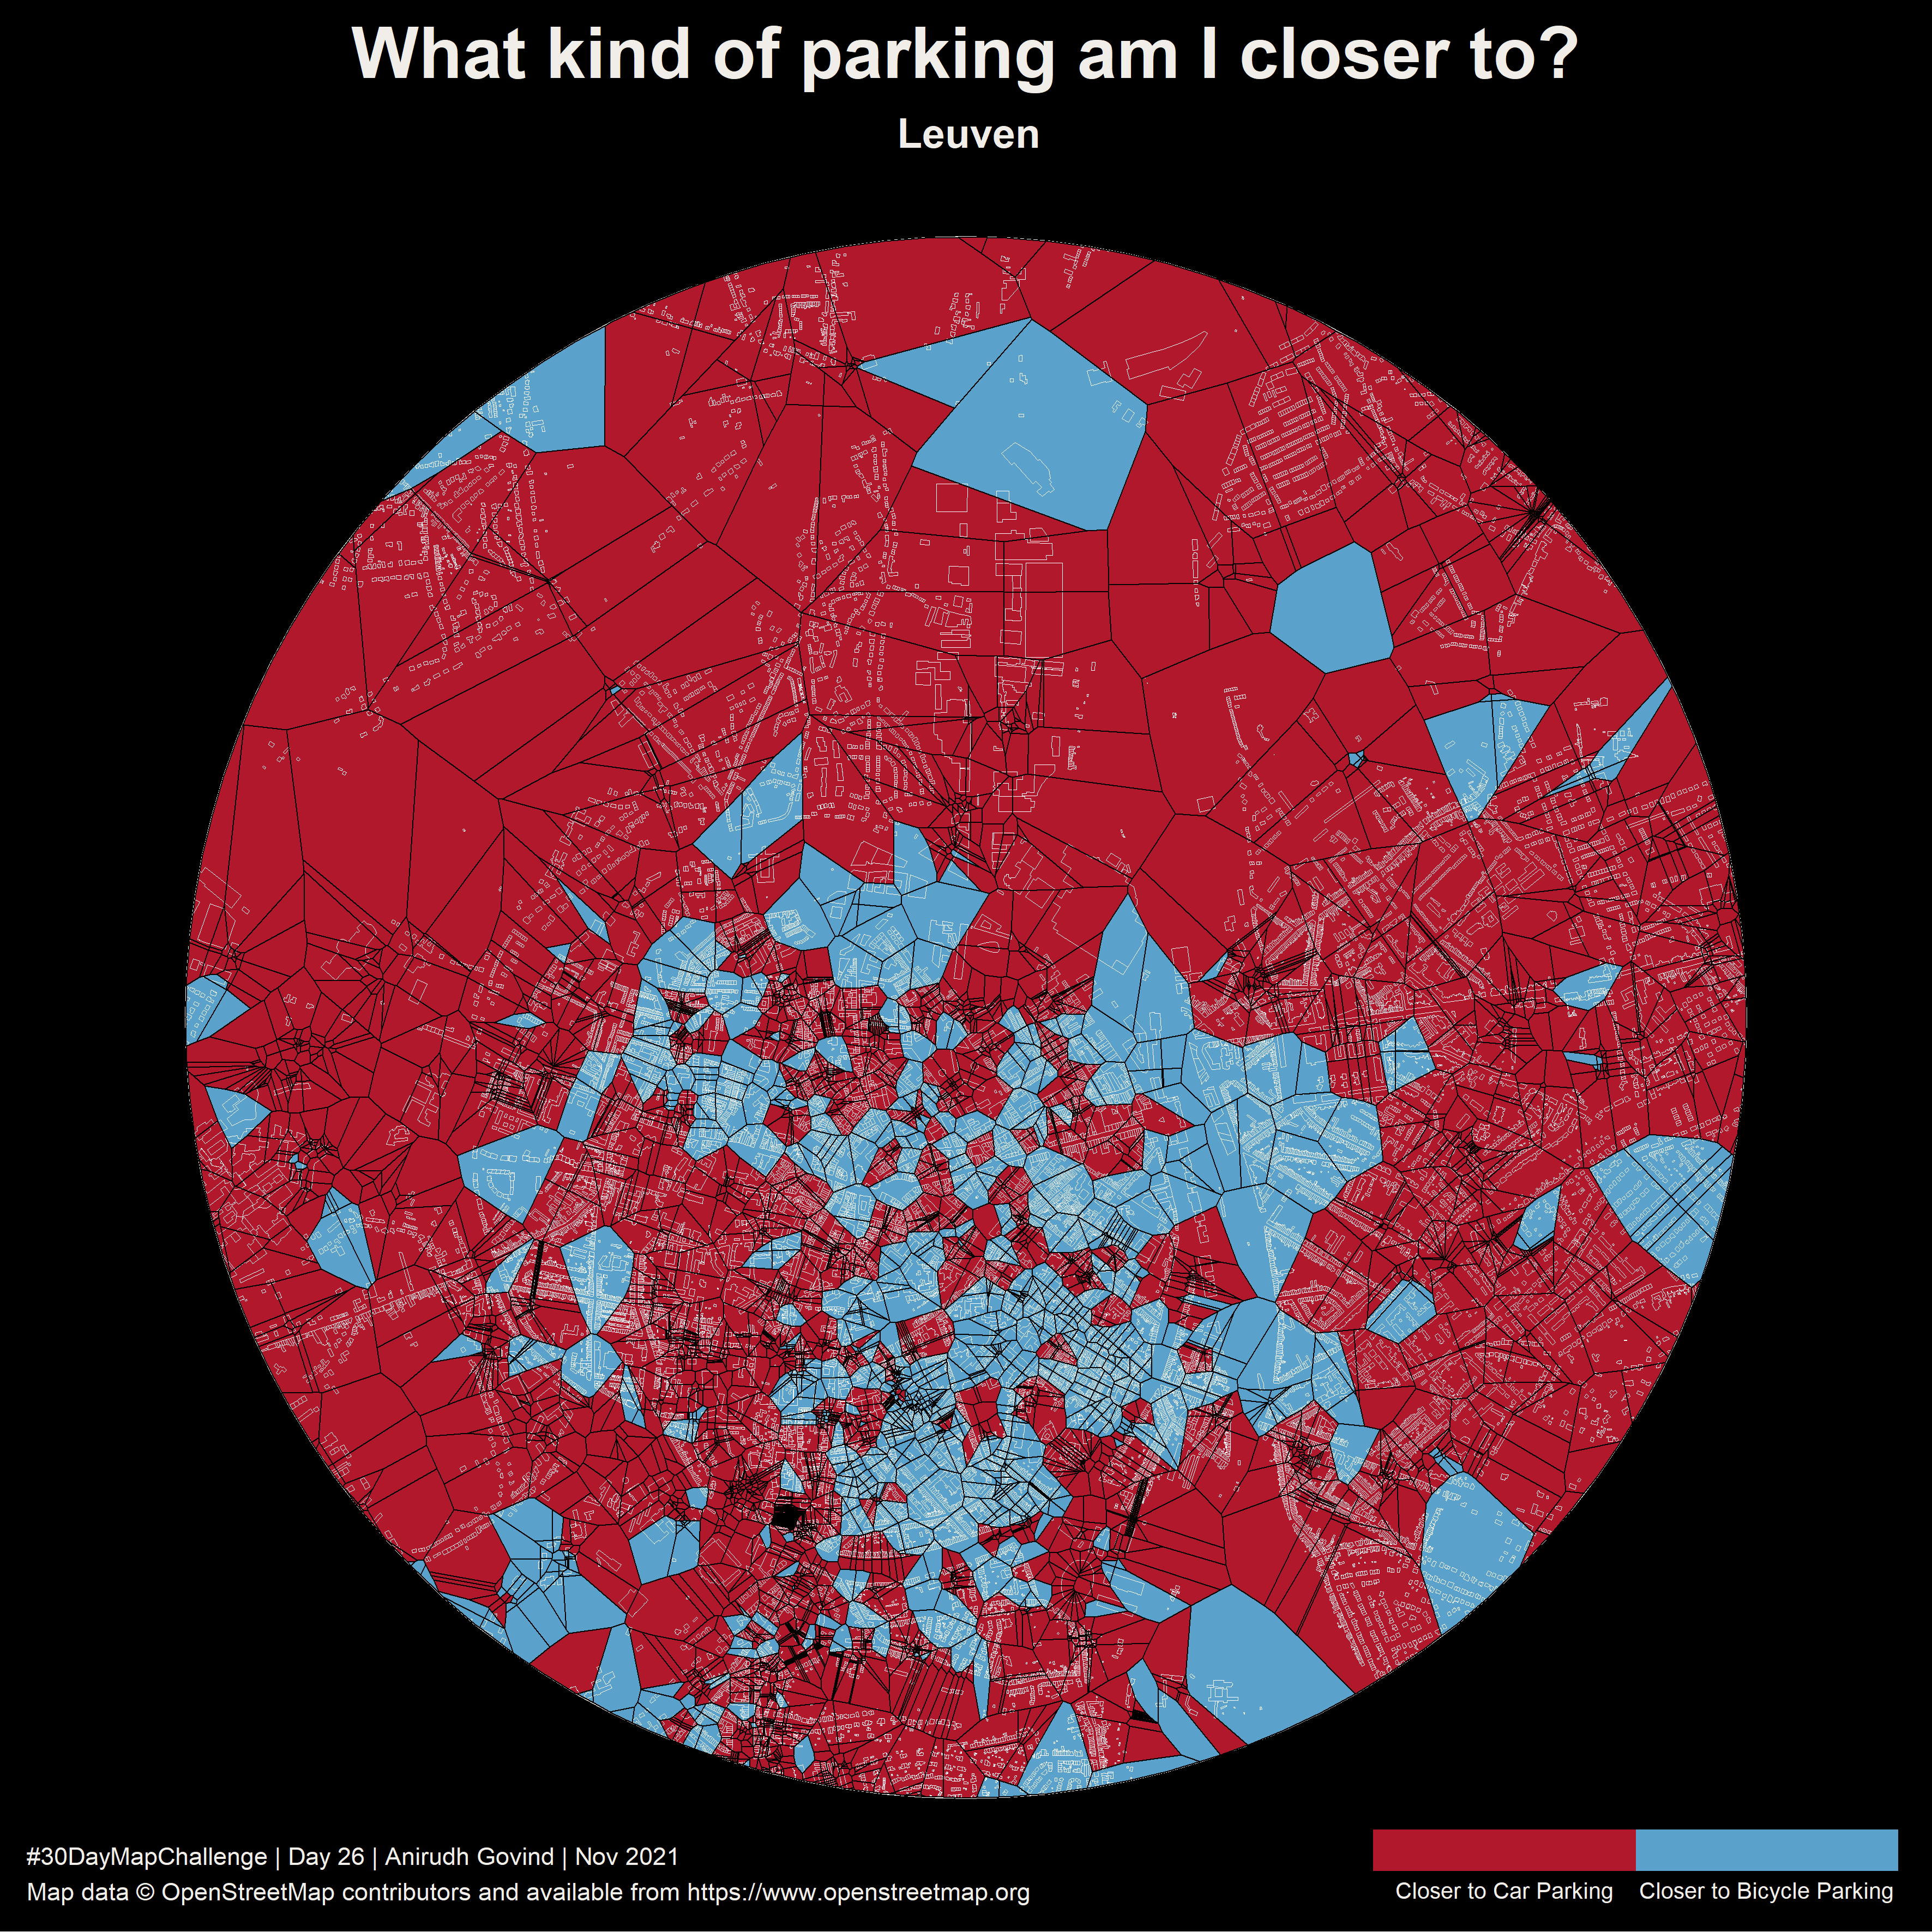 What kind of parking am I closer to?
Leuven
#30DayMapChallenge | Day 26 | Anirudh Govind | Nov 2021
Map data © OpenStreetMap contributors and available from https://www.openstreetmap.org
Closer to Car Parking
Closer to Bicycle Parking